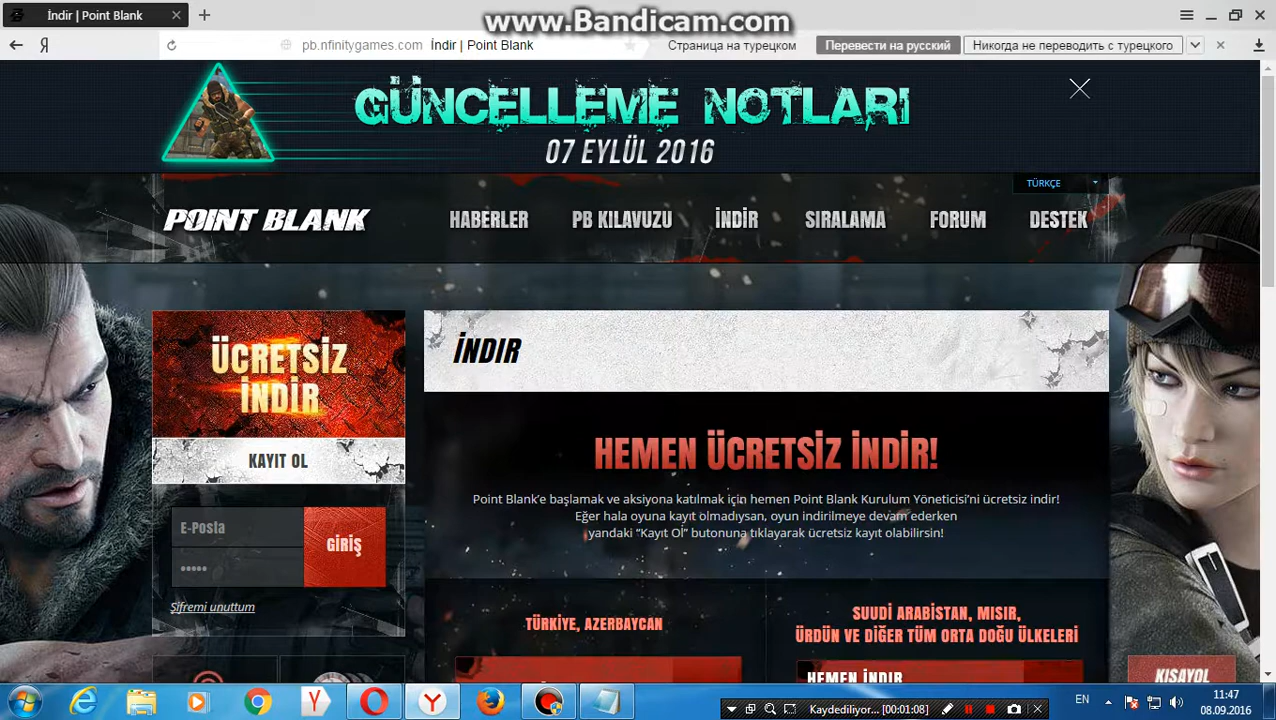 www.Bandicam.com
İndir | Point Blank
pb.nfinitygames.com İndir | Point Blank
Страница на турецком
Перевести на русский
Никогда не переводить с турецкого
GÜNCELLEME NOTLARI
07 EYLÜL 2016
TÜRKÇE
POINT BLANK
HABERLER
PB KILAVUZU
İNDİR
SIRALAMA
FORUM
DESTEK
ÜCRETSİZ
İNDİR
KAYIT OL
E-Posta
GİRİŞ
•••••
Şifremi unuttum
İNDIR
HEMEN ÜCRETSİZ İNDİR!
Point Blank’e başlamak ve aksiyona katılmak için hemen Point Blank Kurulum Yöneticisi’ni ücretsiz indir!
Eğer hala oyuna kayıt olmadıysan, oyun indirilmeye devam ederken
yandaki “Kayıt Ol” butonuna tıklayarak ücretsiz kayıt olabilirsin!
TÜRKİYE, AZERBAYCAN
SUUDİ ARABİSTAN, MISIR,
ÜRDÜN VE DİĞER TÜM ORTA DOĞU ÜLKELERİ
HEMEN İNDİR
KISAYOL
Kaydediliyor... [00:01:08]
EN
11:47
08.09.2016